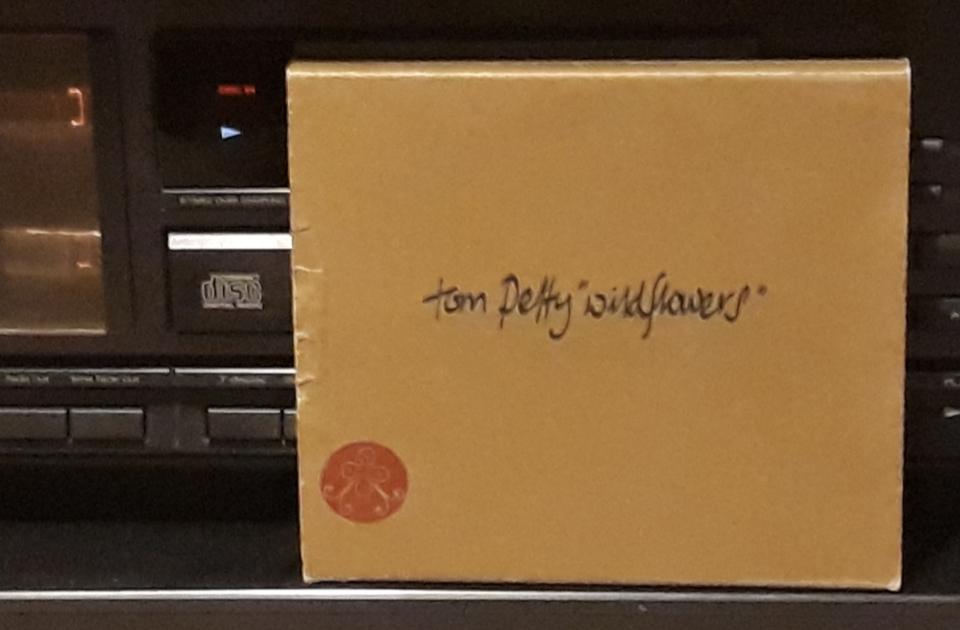 disc
tom Petty "wildflowers"